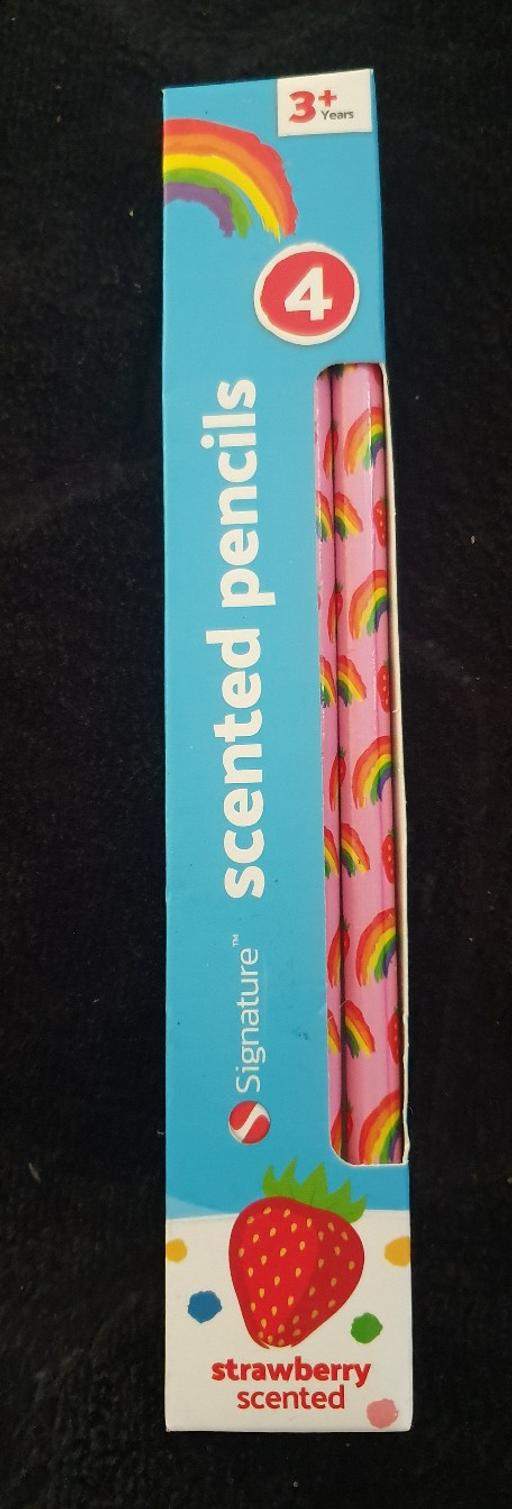 3+
Years
4
scented pencils
Signature™
strawberry
scented